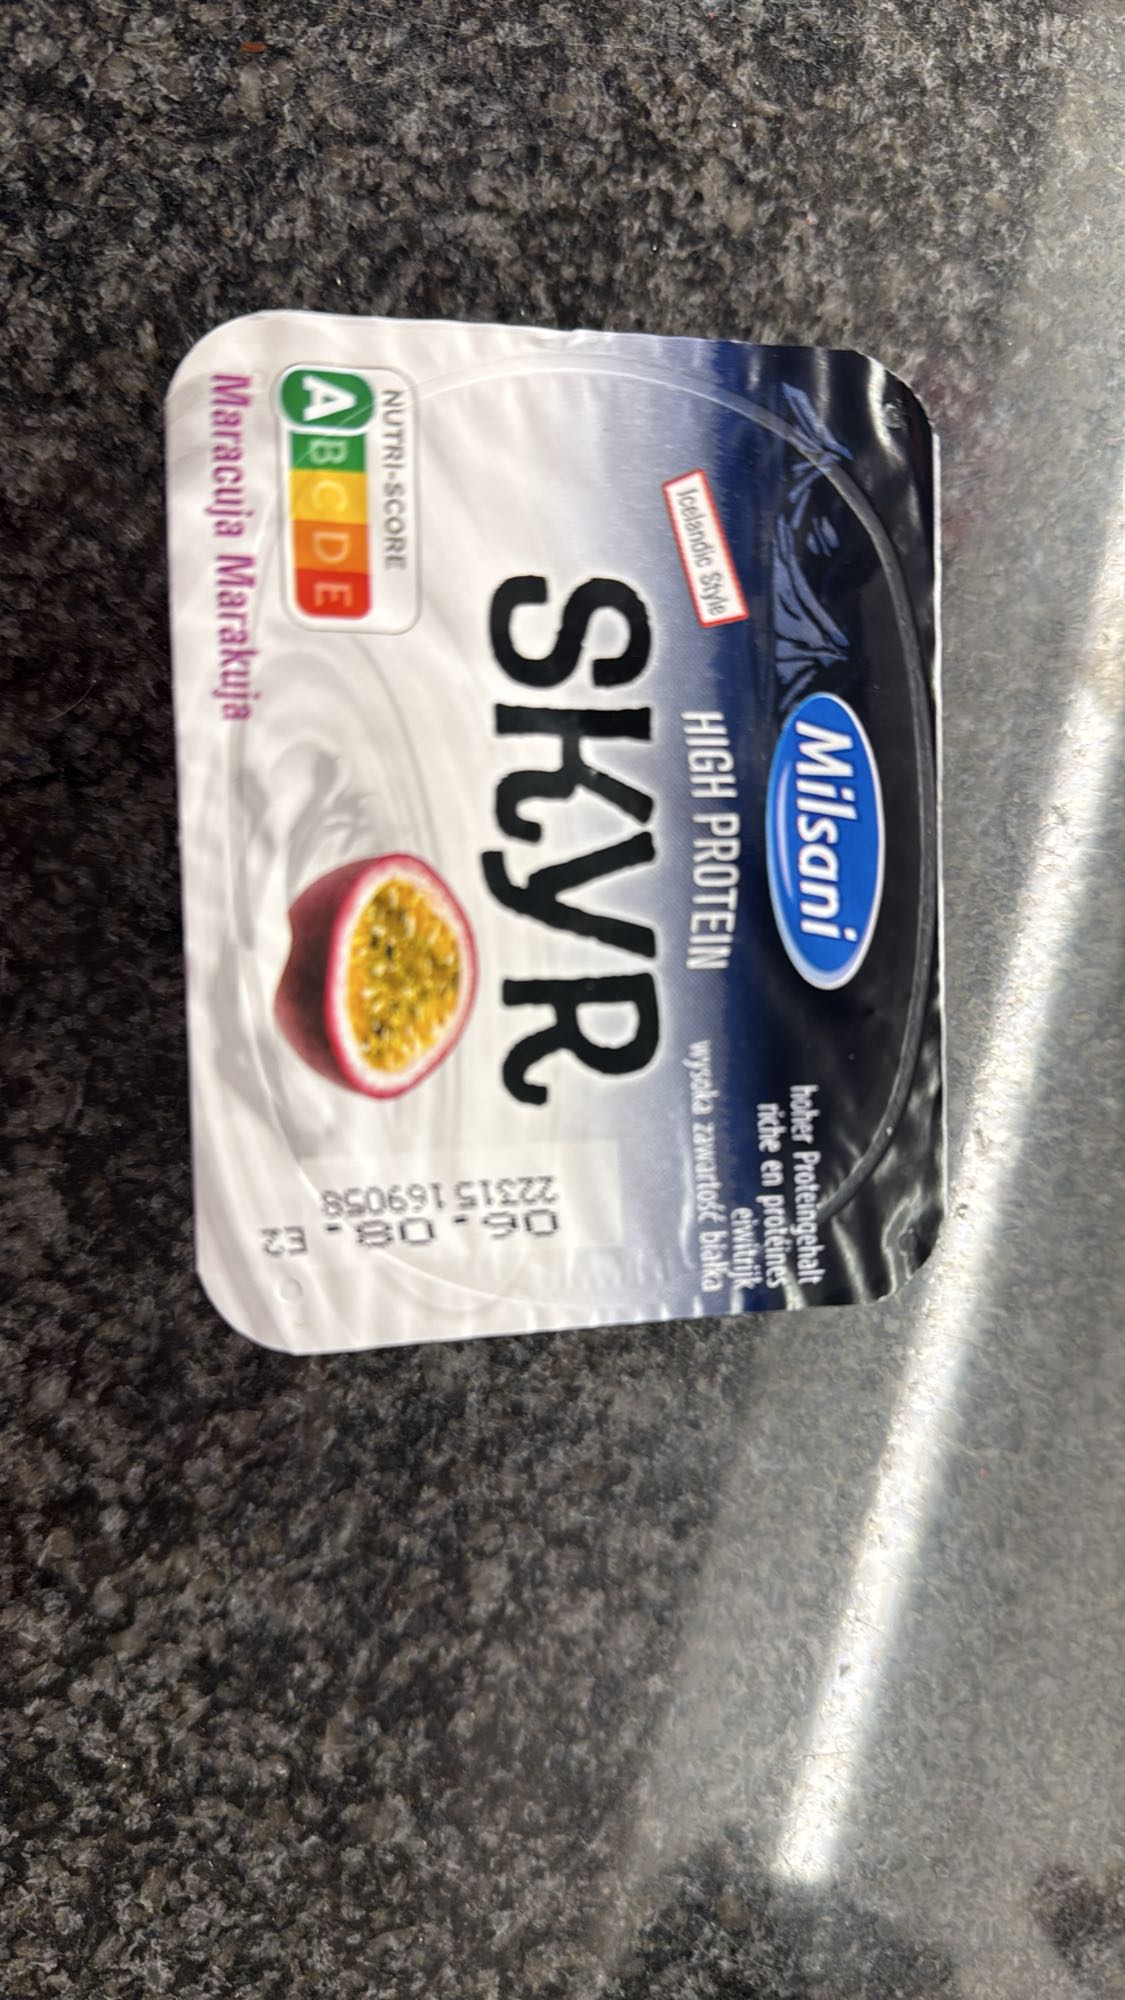 Milsani
Icelandic Style
HIGH PROTEIN
hoher Proteingehalt
riche en protéines
eiwitrijk
wysoka zawartość białka
SKYR
NUTRI-SCORE
A B C D E
Maracuja Marakuja
22315 169058
06.08.
E2